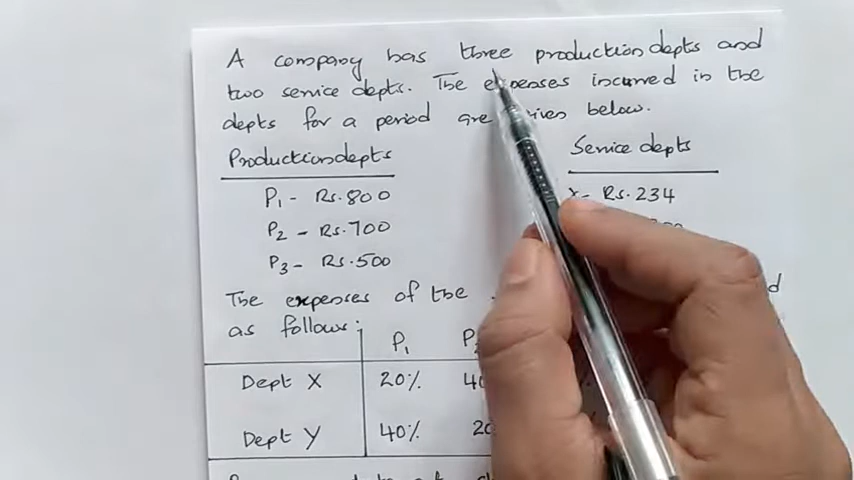 A company has three production depts and
two service depts. The expenses incurred in the
depts for a period are given below.
Production depts
Service depts
P1 - Rs.800
X - Rs.234
P2 - Rs.700
P3 - Rs.500
The expenses of the
as follows:
P1
Dept X 20%
Dept Y 40%